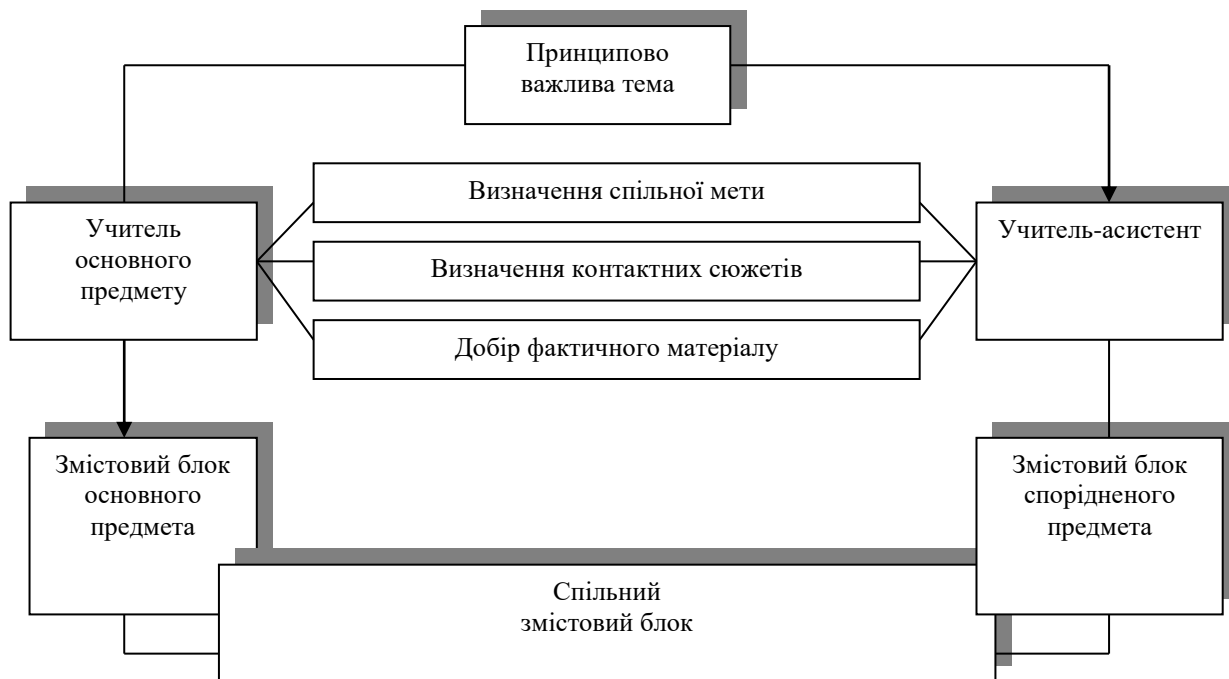 Принципово
важлива тема
Визначення спільної мети
Учитель
основного
предмету
Учитель-асистент
Визначення контактних сюжетів
Добір фактичного матеріалу
Змістовий блок
основного
предмета
Змістовий блок
спорідненого
предмета
Спільний
змістовий блок